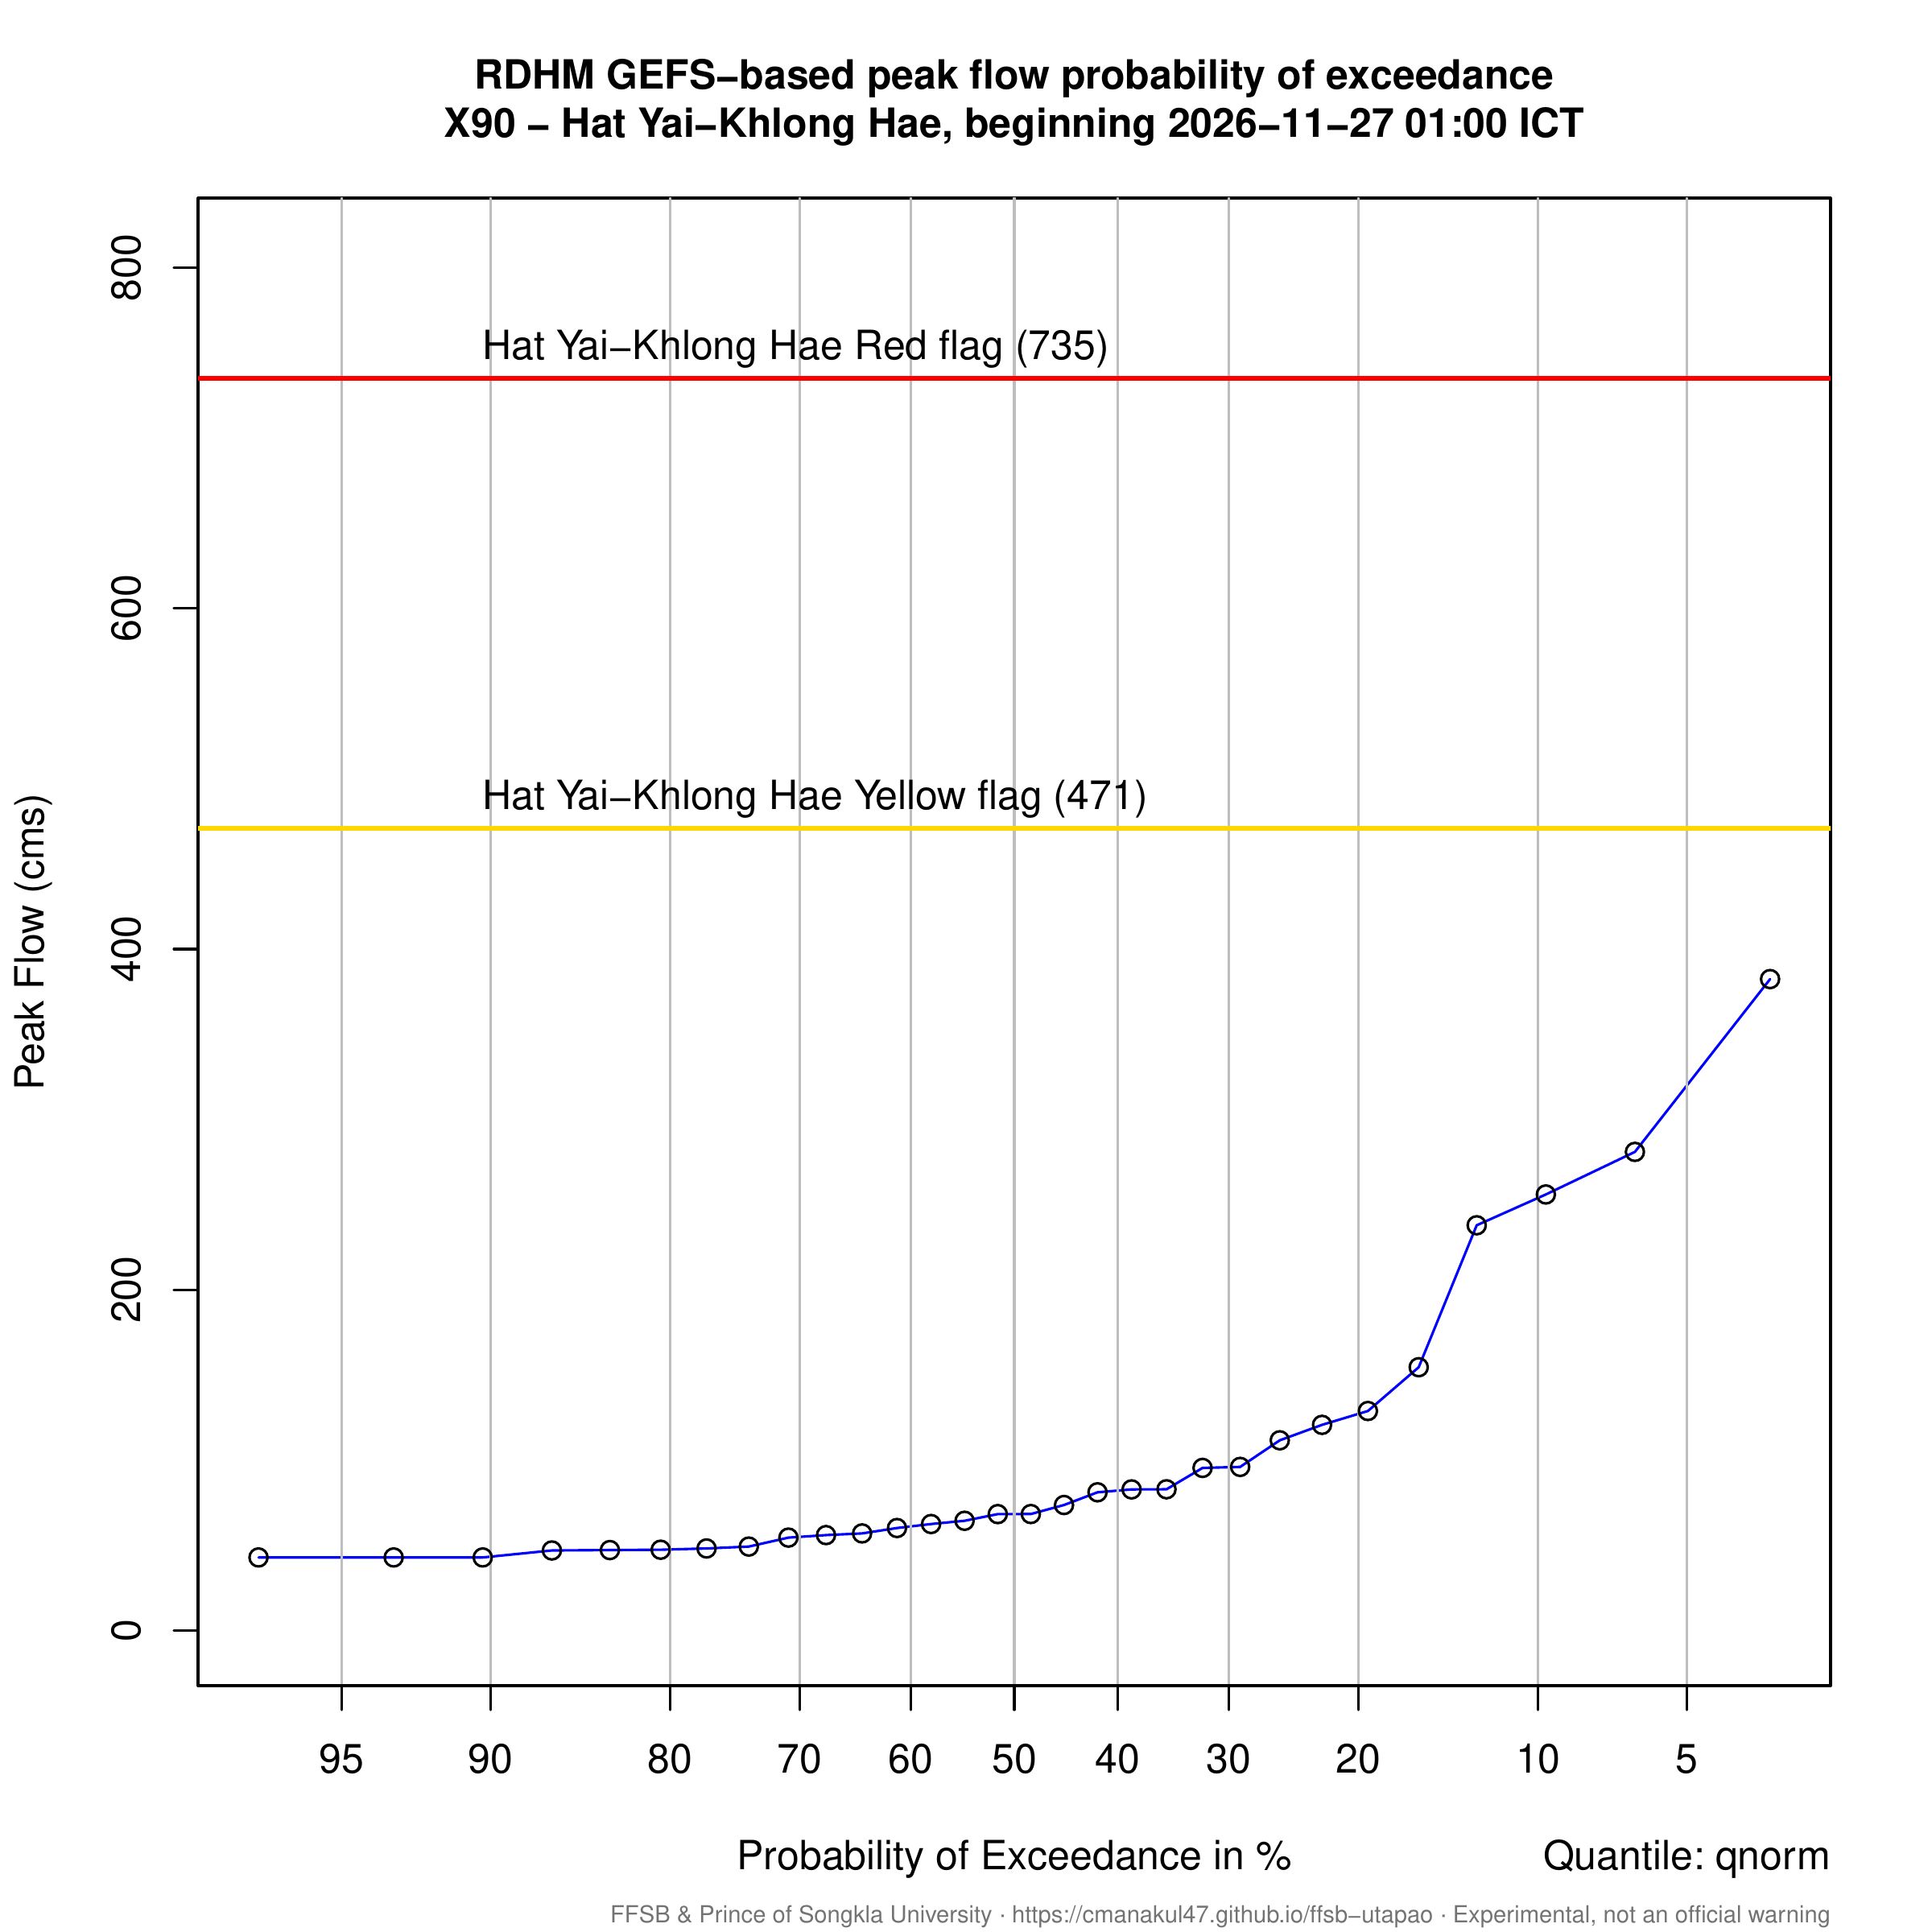 RDHM GEFS−based peak flow probability of exceedance
X90 − Hat Yai−Khlong Hae, beginning 2026−11−27 01:00 ICT
800
Hat Yai−Khlong Hae Red flag (735)
600
Hat Yai−Khlong Hae Yellow flag (471)
Peak Flow (cms)
400
200
0
95 90 80 70 60 50 40 30 20 10 5
Probability of Exceedance in % Quantile: qnorm
FFSB & Prince of Songkla University · https://cmanakul47.github.io/ffsb−utapao · Experimental, not an official warning